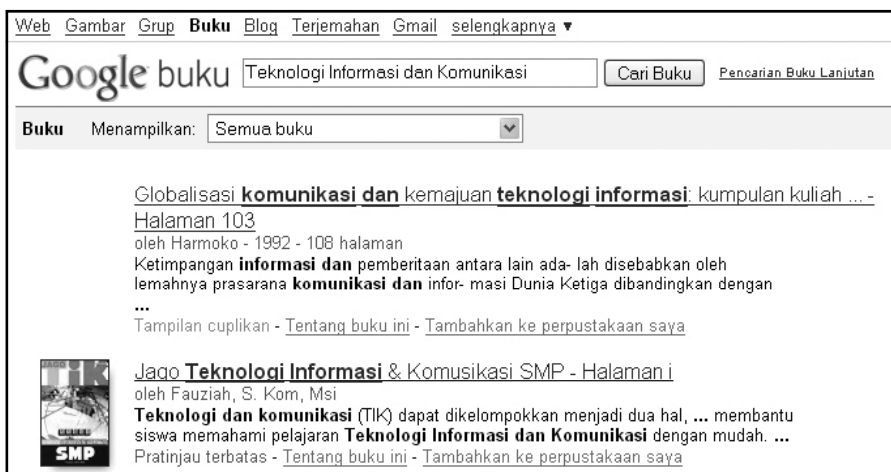 Web Gambar Grup Buku Blog Terjemahan Gmail selengkapnya ▼
Google buku Teknologi Informasi dan Komunikasi Cari Buku Pencarian Buku Lanjutan
Buku Menampilkan: Semua buku
Globalisasi komunikasi dan kemajuan teknologi informasi: kumpulan kuliah ... -
Halaman 103
oleh Harmoko - 1992 - 108 halaman
Ketimpangan informasi dan pemberitaan antara lain ada- lah disebabkan oleh
lemahnya prasarana komunikasi dan infor- masi Dunia Ketiga dibandingkan dengan
...
Tampilan cuplikan - Tentang buku ini - Tambahkan ke perpustakaan saya
JAGO
TIK
SMP
Jago Teknologi Informasi & Komusikasi SMP - Halaman i
oleh Fauziah, S. Kom, Msi
Teknologi dan komunikasi (TIK) dapat dikelompokkan menjadi dua hal, ... membantu
siswa memahami pelajaran Teknologi Informasi dan Komunikasi dengan mudah. ...
Pratinjau terbatas - Tentang buku ini - Tambahkan ke perpustakaan saya